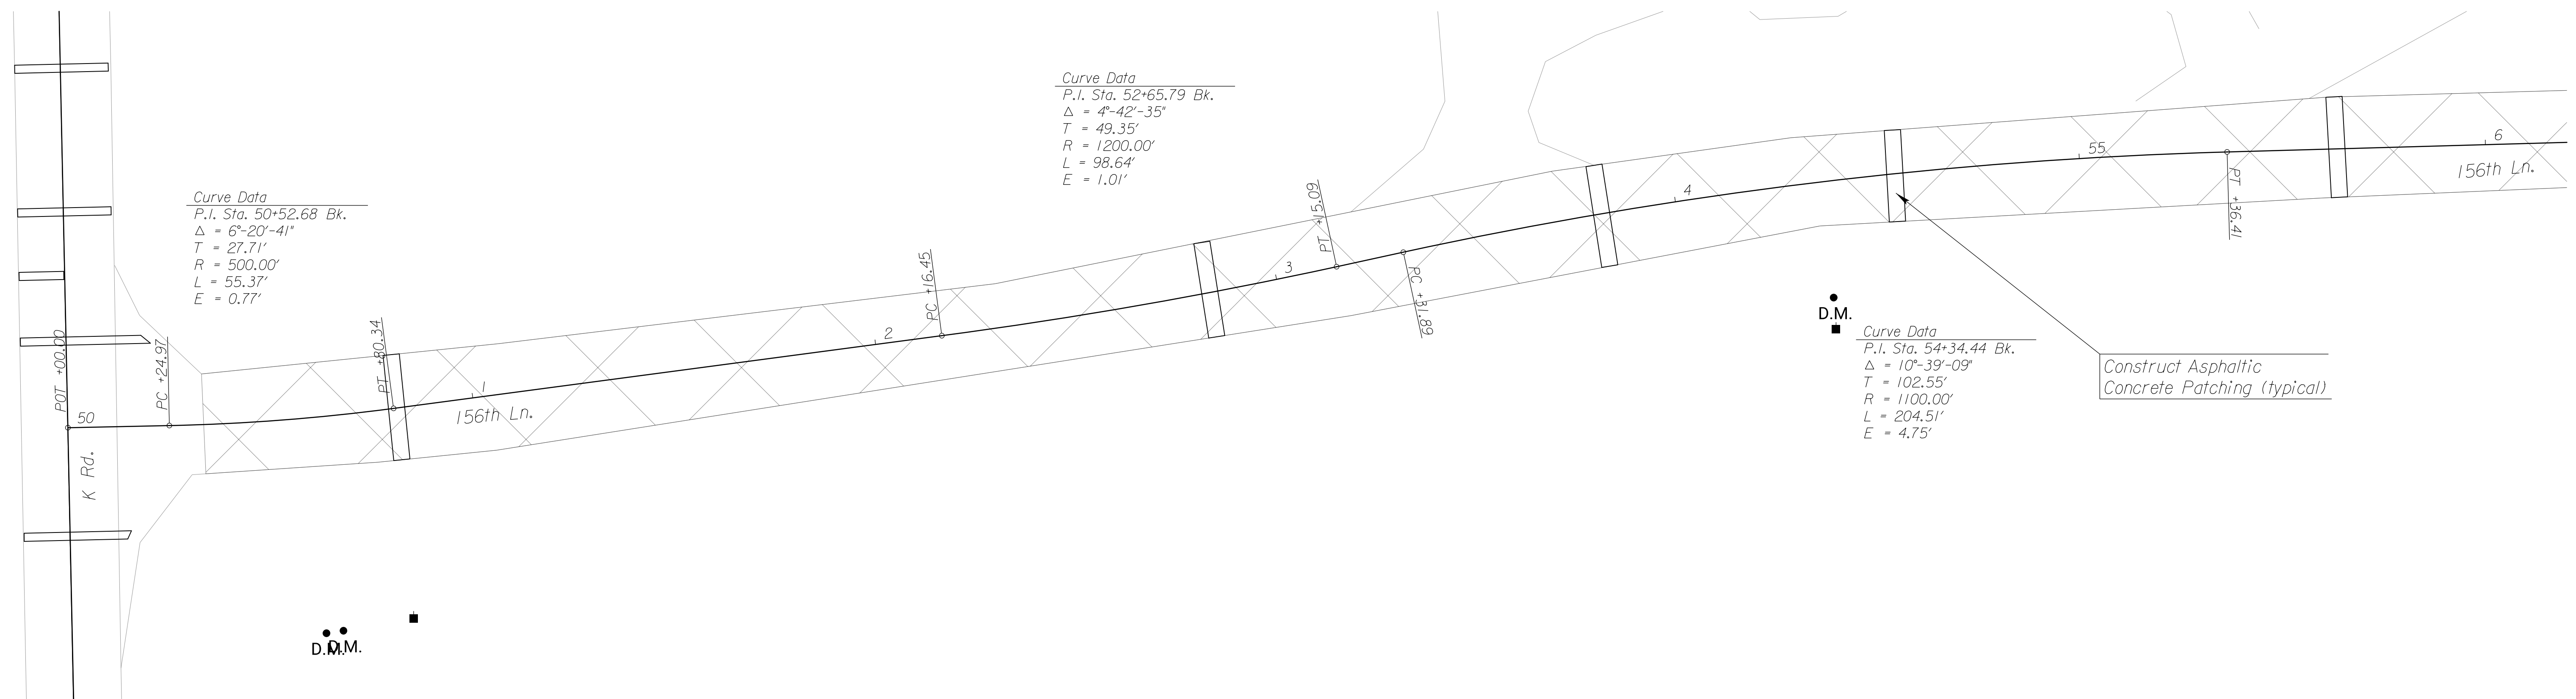 Curve Data
P.I. Sta. 50+52.68 Bk.
Δ = 6°-20'-41"
T = 27.71'
R = 500.00'
L = 55.37'
E = 0.77'
Curve Data
P.I. Sta. 52+65.79 Bk.
Δ = 4°-42'-35"
T = 49.35'
R = 1200.00'
L = 98.64'
E = 1.01'
POT +00.00
50
PC +24.97
PT +80.34
1
156th Ln.
2
PC +16.45
3
PT +15.09
PC +31.89
4
55
PT +36.41
6
156th Ln.
K Rd.
D.M.
Curve Data
P.I. Sta. 54+34.44 Bk.
Δ = 10°-39'-09"
T = 102.55'
R = 1100.00'
L = 204.51'
E = 4.75'
Construct Asphaltic
Concrete Patching (typical)
D.M.
D.M.